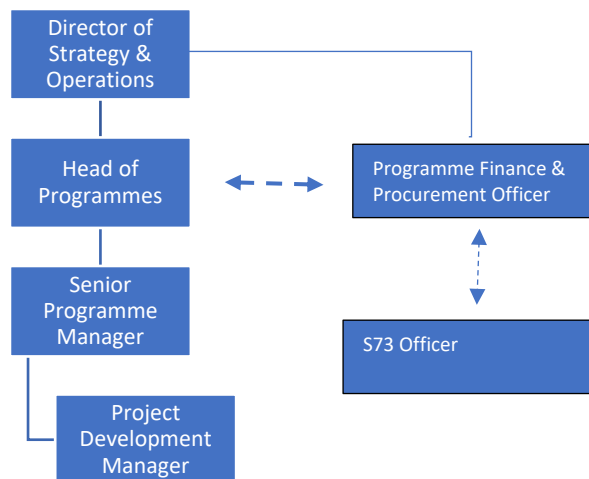 Director of
Strategy &
Operations
Head of
Programmes
Programme Finance &
Procurement Officer
Senior
Programme
Manager
S73 Officer
Project
Development
Manager